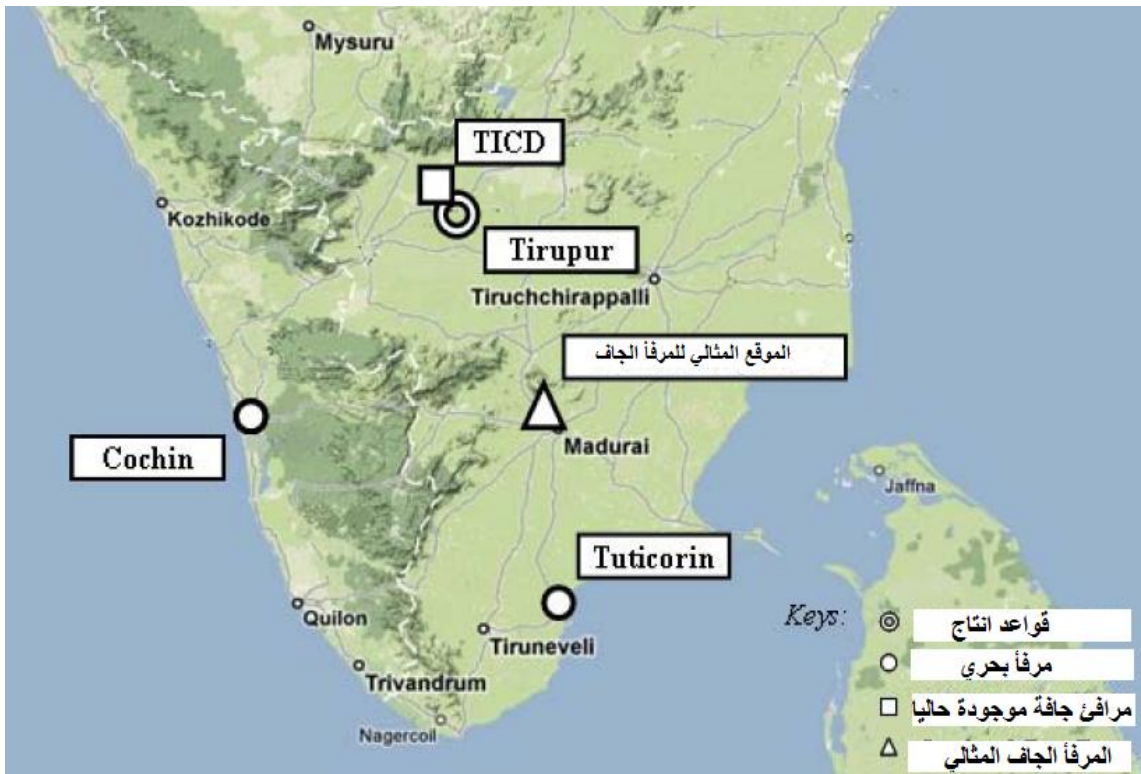 Mysuru
TICD
Kozhikode
Tirupur
Tiruchchirappalli
الموقع المثالي للمرفأ الجاف
Cochin
Madurai
Jaffna
Tuticorin
Quilon
Tiruneveli
Trivandrum
Nagercoil
Keys:
قواعد انتاج
مرفأ بحري
مرافئ جافة موجودة حاليا
المرفأ الجاف المثالي